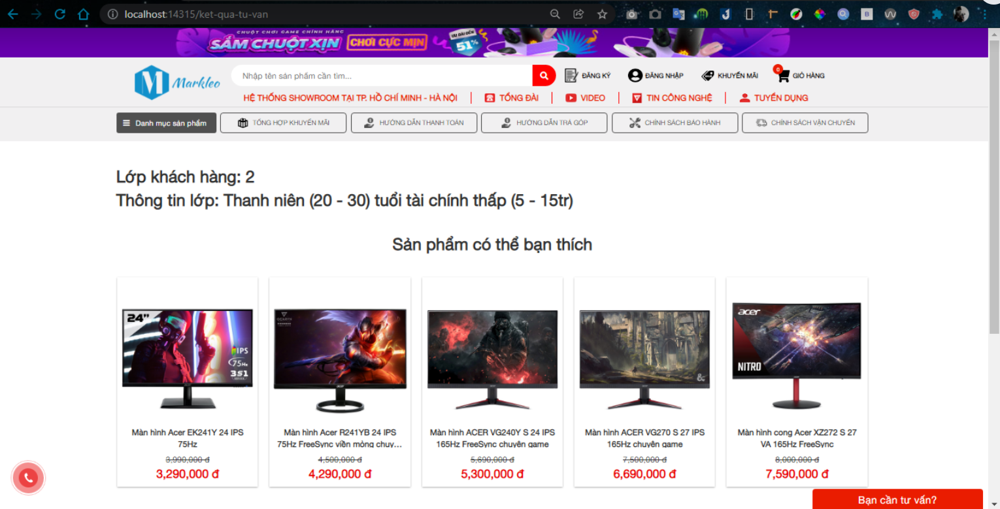 localhost:14315/ket-qua-tu-van
CHUỘT CHƠI GAME CHÍNH HÃNG
SẮM CHUỘT XỊN
CHƠI CỰC MỊN
ƯU ĐÃI ĐẾN
51%
Markleo
Nhập tên sản phẩm cần tìm...
ĐĂNG KÝ
ĐĂNG NHẬP
KHUYẾN MÃI
0
GIỎ HÀNG
HỆ THỐNG SHOWROOM TẠI TP. HỒ CHÍ MINH - HÀ NỘI
TỔNG ĐÀI
VIDEO
TIN CÔNG NGHỆ
TUYỂN DỤNG
Danh mục sản phẩm
TỔNG HỢP KHUYẾN MÃI
HƯỚNG DẪN THANH TOÁN
HƯỚNG DẪN TRẢ GÓP
CHÍNH SÁCH BẢO HÀNH
CHÍNH SÁCH VẬN CHUYỂN
Lớp khách hàng: 2
Thông tin lớp: Thanh niên (20 - 30) tuổi tài chính thấp (5 - 15tr)
Sản phẩm có thể bạn thích
24"
IPS
75Hz
3S1
acer
NITRO
Màn hình Acer EK241Y 24 IPS
75Hz
3,990,000 đ
3,290,000 đ
Màn hình Acer R241YB 24 IPS
75Hz FreeSync viền mỏng chuy...
4,500,000 đ
4,290,000 đ
Màn hình ACER VG240Y S 24 IPS
165Hz FreeSync chuyên game
5,690,000 đ
5,300,000 đ
Màn hình ACER VG270 S 27 IPS
165Hz chuyên game
7,500,000 đ
6,690,000 đ
Màn hình cong Acer XZ272 S 27
VA 165Hz FreeSync
8,000,000 đ
7,590,000 đ
Bạn cần tư vấn?